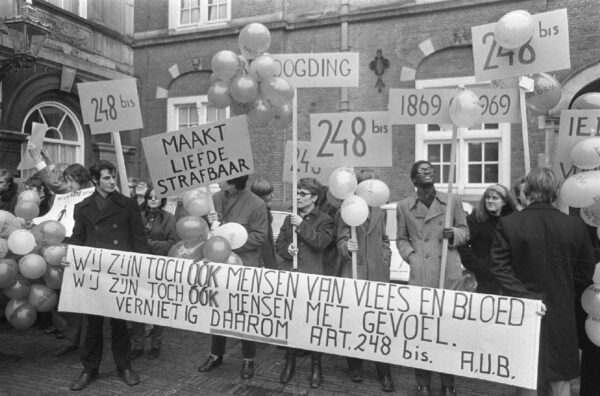 248 bis
MAAKT
LIEFDE
STRAFBAAR
OOGDING
248 bis
248 bis
1869 1969
248 bis
WIJ ZIJN TOCH OOK MENSEN VAN VLEES EN BLOED
WIJ ZIJN TOCH OOK MENSEN MET GEVOEL.
VERNIETIG DAAROM ART. 248 bis. A.U.B.